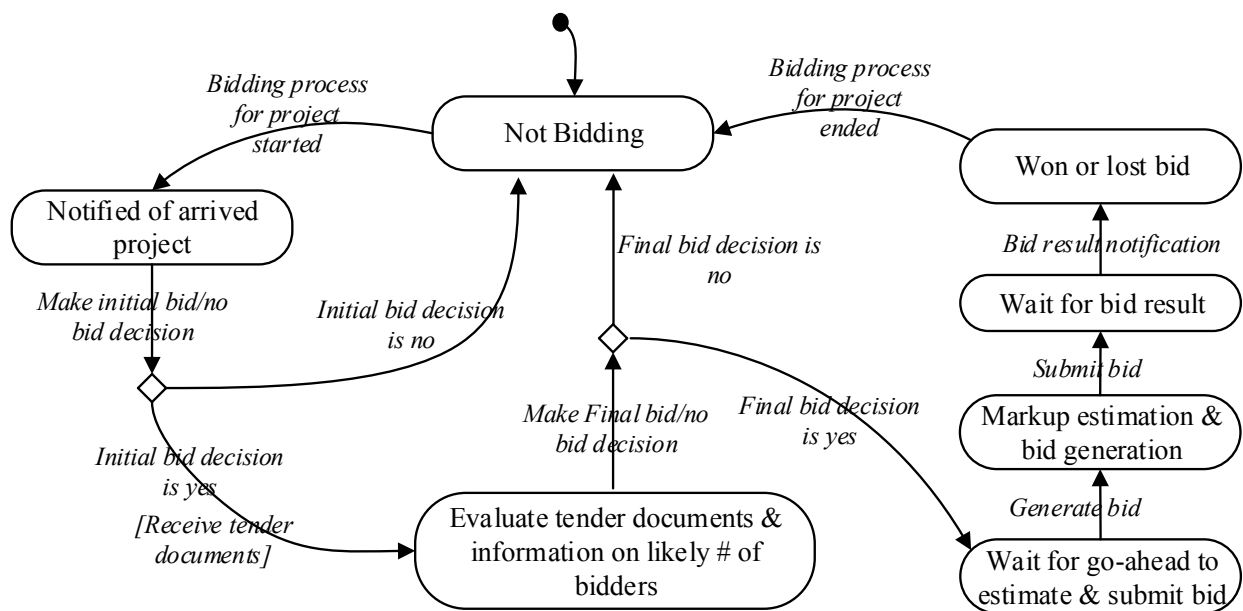 Bidding process
for project
started
Not Bidding
Bidding process
for project
ended
Won or lost bid
Notified of arrived
project
Final bid decision is
no
Bid result notification
Make initial bid/no
bid decision
Initial bid decision
is no
Wait for bid result
Submit bid
Make Final bid/no
bid decision
Final bid decision
is yes
Markup estimation &
bid generation
Initial bid decision
is yes
[Receive tender
documents]
Evaluate tender documents &
information on likely # of
bidders
Generate bid
Wait for go-ahead to
estimate & submit bid